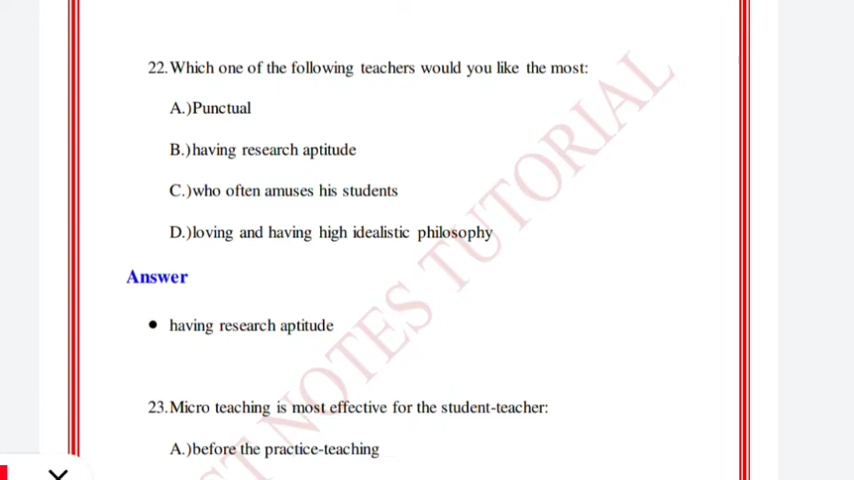 22.Which one of the following teachers would you like the most:
A.)Punctual
B.)having research aptitude
C.)who often amuses his students
D.)loving and having high idealistic philosophy
Answer
• having research aptitude
23.Micro teaching is most effective for the student-teacher:
A.)before the practice-teaching
NOTES TUTORIAL